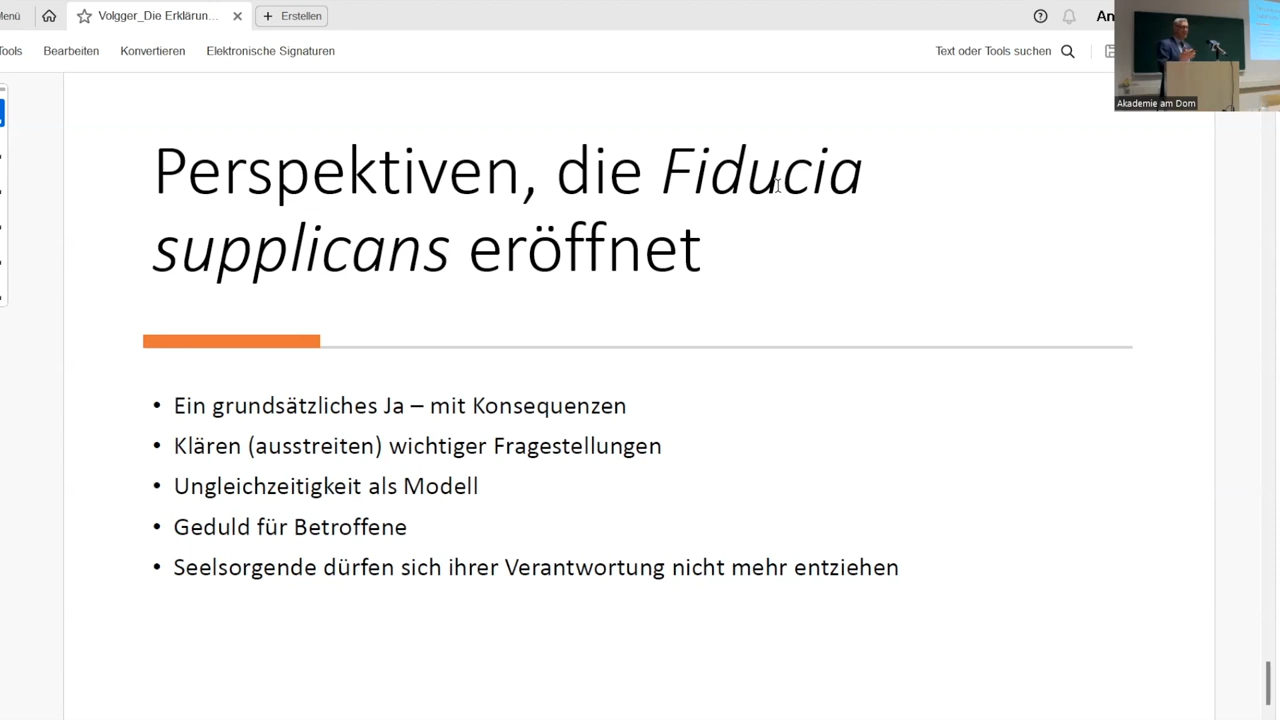 Menü
Volgger_Die Erklärun...
Erstellen
An
Tools
Bearbeiten
Konvertieren
Elektronische Signaturen
Text oder Tools suchen
Akademie am Dom
Perspektiven, die Fiducia
supplicans eröffnet
• Ein grundsätzliches Ja – mit Konsequenzen
• Klären (ausstreiten) wichtiger Fragestellungen
• Ungleichzeitigkeit als Modell
• Geduld für Betroffene
• Seelsorgende dürfen sich ihrer Verantwortung nicht mehr entziehen